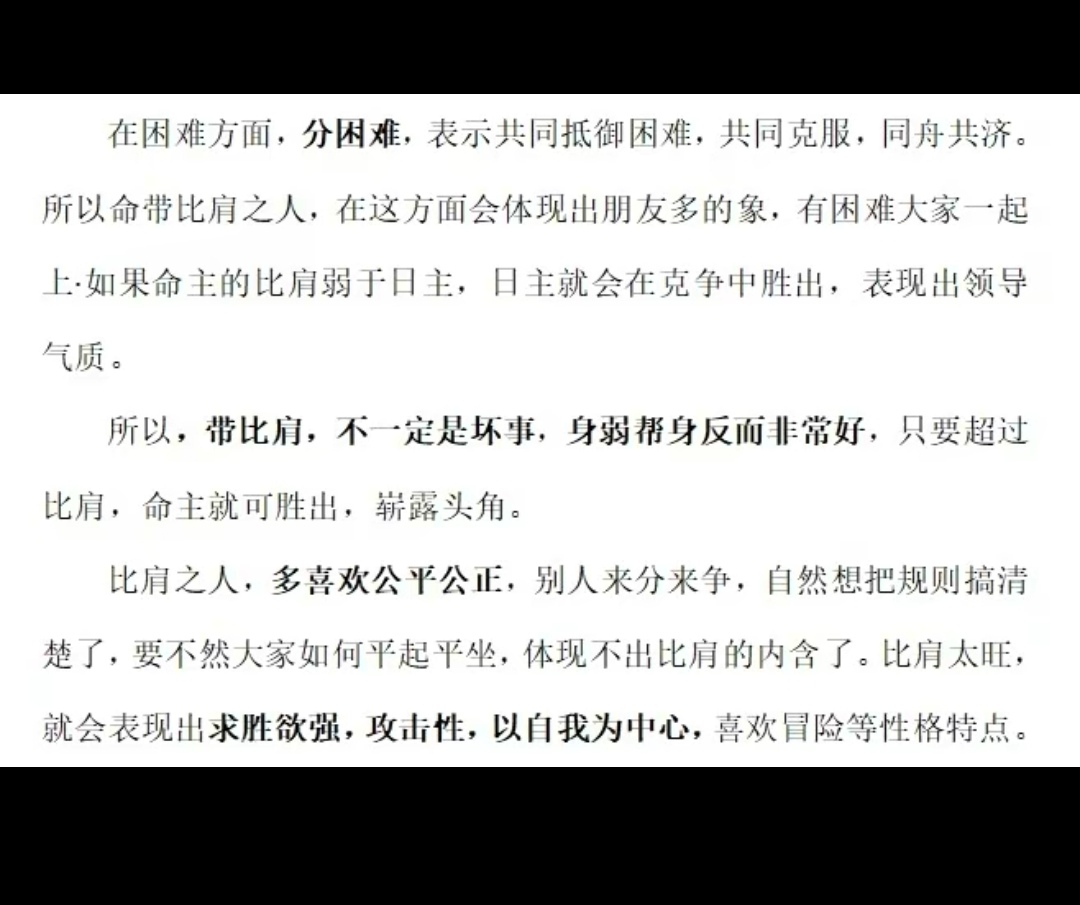 在困难方面，分困难，表示共同抵御困难，共同克服，同舟共济。
所以命带比肩之人，在这方面会体现出朋友多的象，有困难大家一起
上·如果命主的比肩弱于日主，日主就会在克争中胜出，表现出领导
气质。
所以，带比肩，不一定是坏事，身弱帮身反而非常好，只要超过
比肩，命主就可胜出，崭露头角。
比肩之人，多喜欢公平公正，别人来分来争，自然想把规则搞清
楚了，要不然大家如何平起平坐，体现不出比肩的内含了。比肩太旺，
就会表现出求胜欲强，攻击性，以自我为中心，喜欢冒险等性格特点。